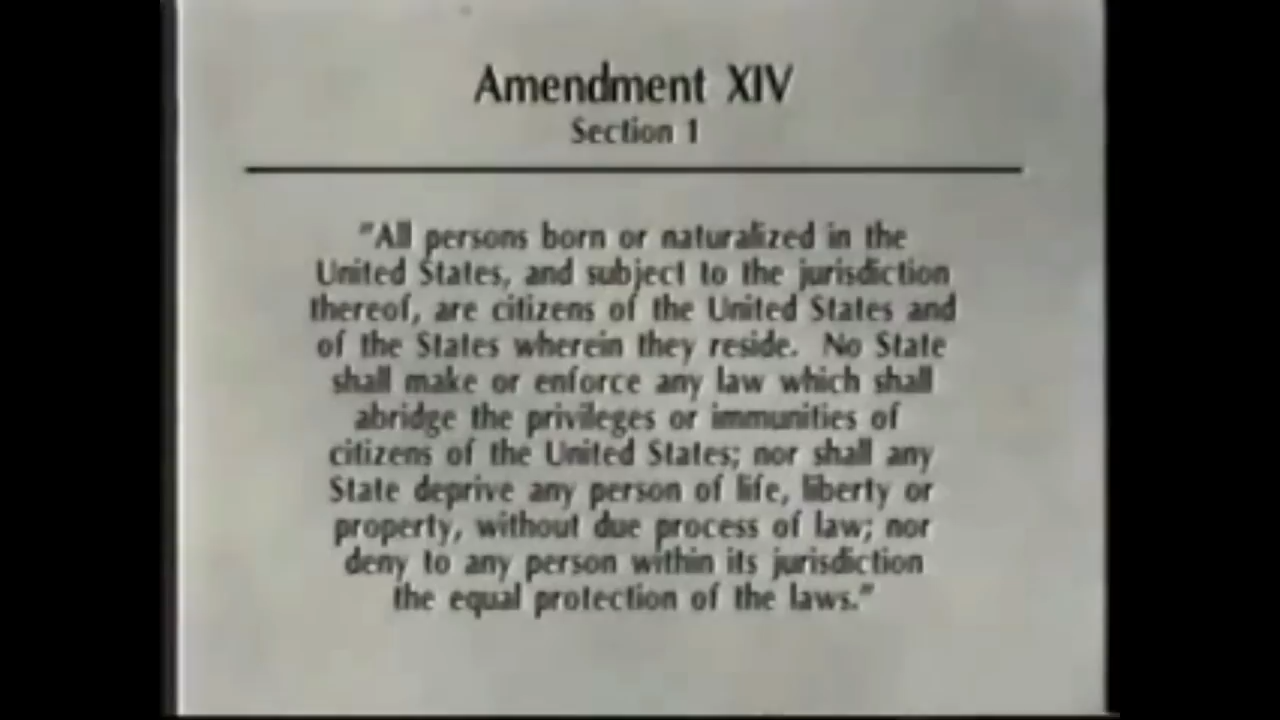 Amendment XIV
Section 1
"All persons born or naturalized in the
United States, and subject to the jurisdiction
thereof, are citizens of the United States and
of the States wherein they reside. No State
shall make or enforce any law which shall
abridge the privileges or immunities of
citizens of the United States; nor shall any
State deprive any person of life, liberty or
property, without due process of law; nor
deny to any person within its jurisdiction
the equal protection of the laws."